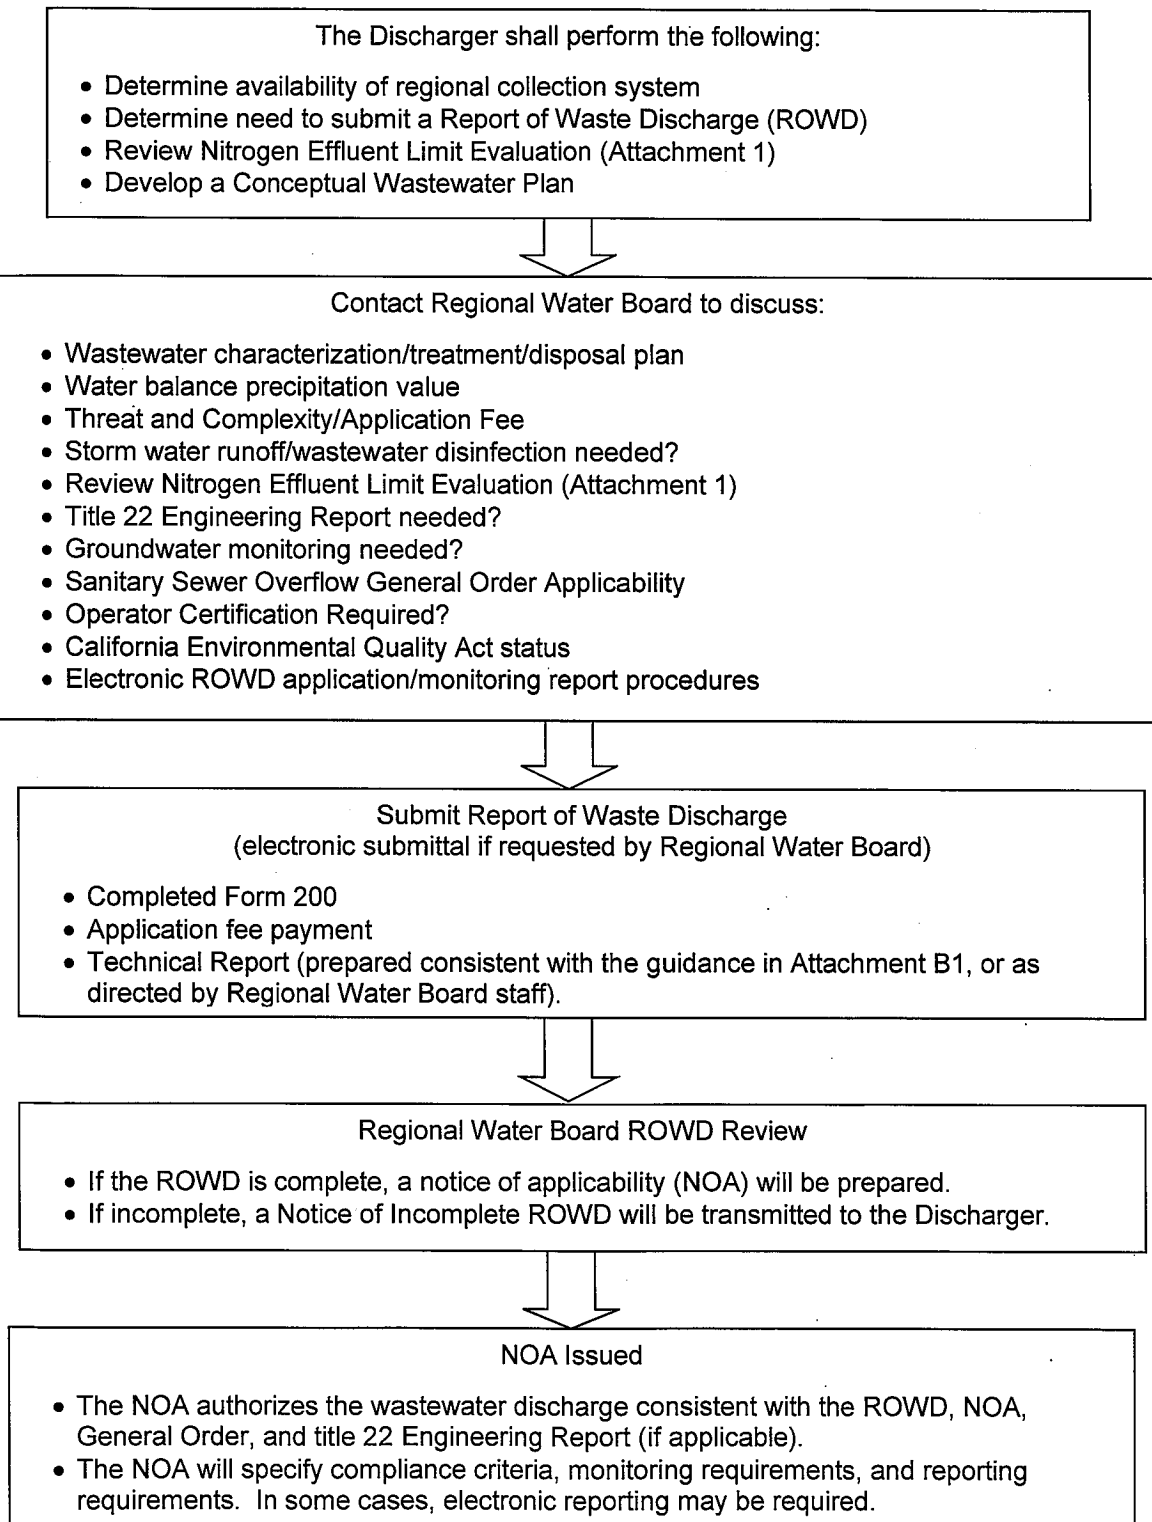 The Discharger shall perform the following:
• Determine availability of regional collection system
• Determine need to submit a Report of Waste Discharge (ROWD)
• Review Nitrogen Effluent Limit Evaluation (Attachment 1)
• Develop a Conceptual Wastewater Plan
Contact Regional Water Board to discuss:
• Wastewater characterization/treatment/disposal plan
• Water balance precipitation value
• Threat and Complexity/Application Fee
• Storm water runoff/wastewater disinfection needed?
• Review Nitrogen Effluent Limit Evaluation (Attachment 1)
• Title 22 Engineering Report needed?
• Groundwater monitoring needed?
• Sanitary Sewer Overflow General Order Applicability
• Operator Certification Required?
• California Environmental Quality Act status
• Electronic ROWD application/monitoring report procedures
Submit Report of Waste Discharge
(electronic submittal if requested by Regional Water Board)
• Completed Form 200
• Application fee payment
• Technical Report (prepared consistent with the guidance in Attachment B1, or as
directed by Regional Water Board staff).
Regional Water Board ROWD Review
• If the ROWD is complete, a notice of applicability (NOA) will be prepared.
• If incomplete, a Notice of Incomplete ROWD will be transmitted to the Discharger.
NOA Issued
• The NOA authorizes the wastewater discharge consistent with the ROWD, NOA,
General Order, and title 22 Engineering Report (if applicable).
• The NOA will specify compliance criteria, monitoring requirements, and reporting
requirements. In some cases, electronic reporting may be required.